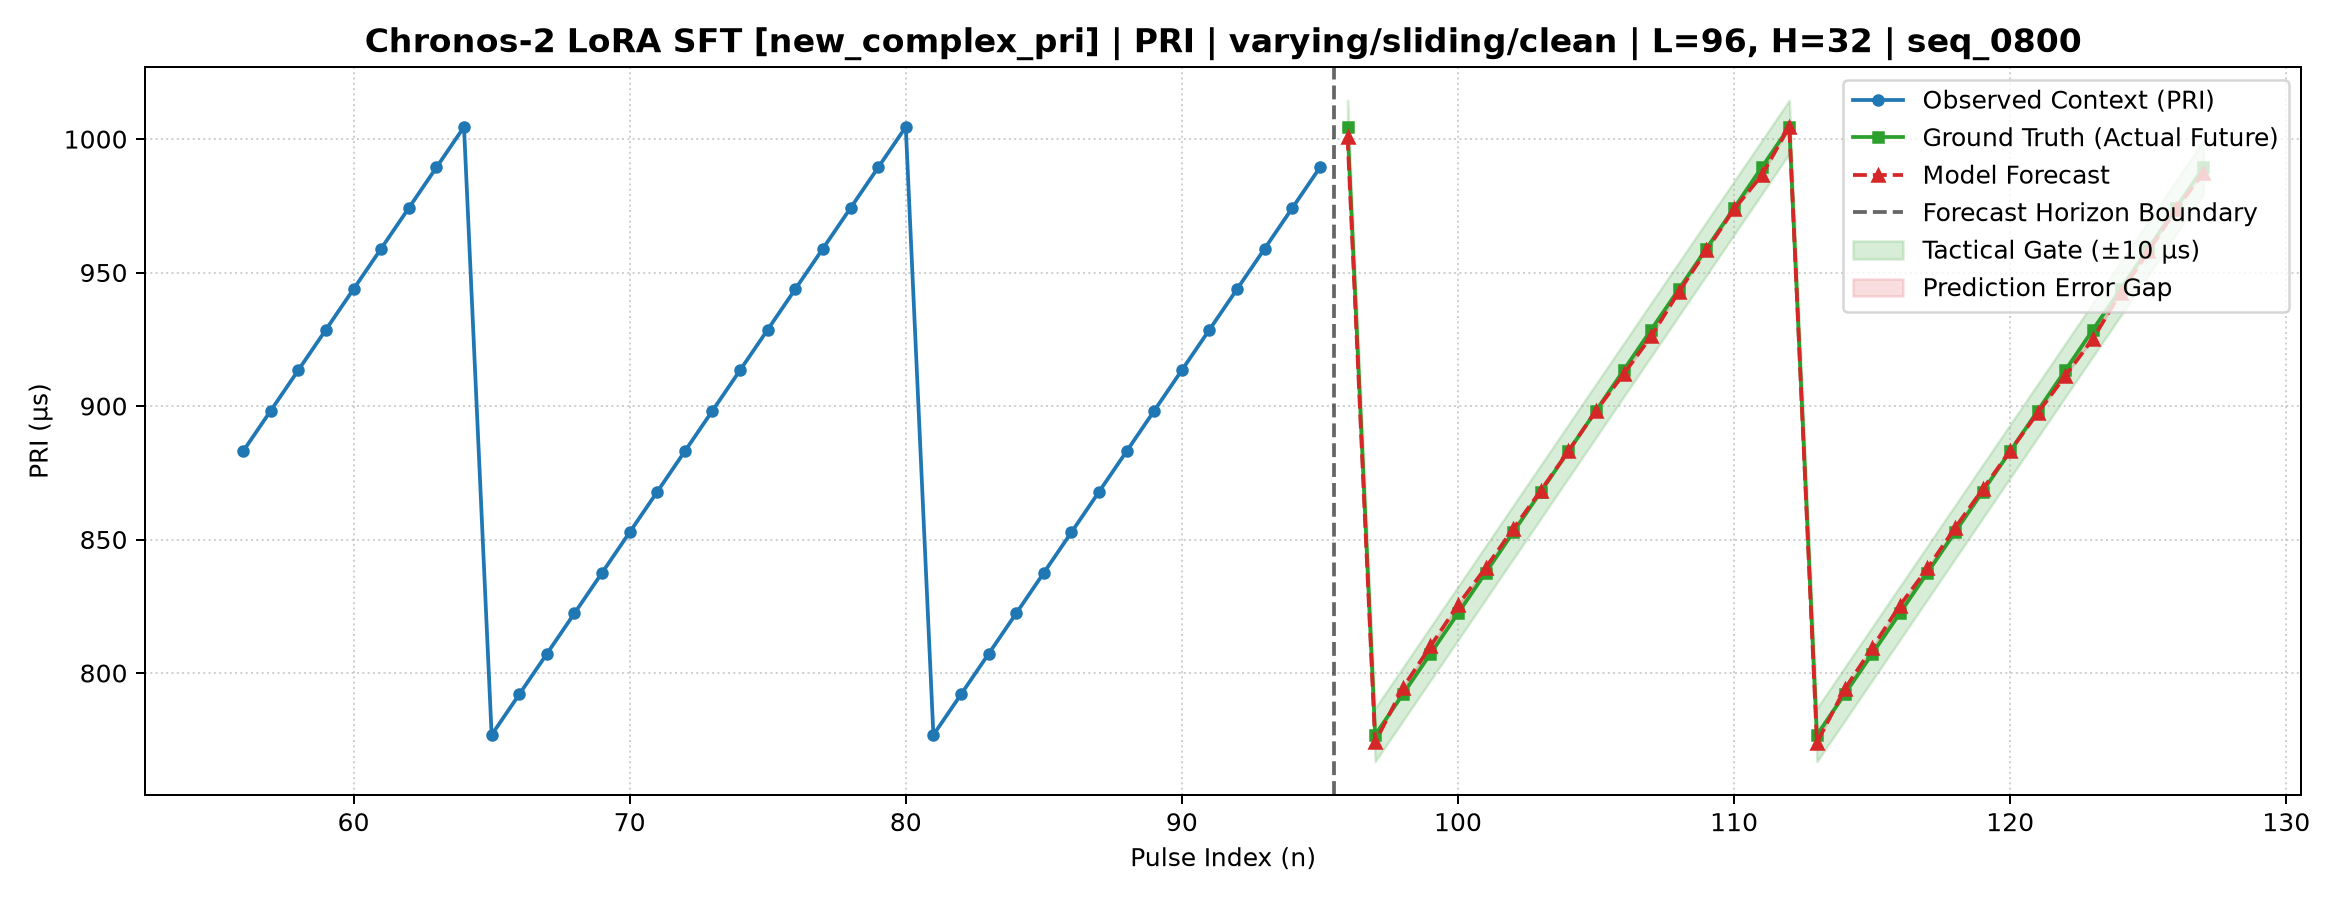 Chronos-2 LoRA SFT [new_complex_pri] | PRI | varying/sliding/clean | L=96, H=32 | seq_0800
Observed Context (PRI)
Ground Truth (Actual Future)
Model Forecast
Forecast Horizon Boundary
Tactical Gate (±10 µs)
Prediction Error Gap
PRI (µs)
1000
950
900
850
800
60 70 80 90 100 110 120 130
Pulse Index (n)